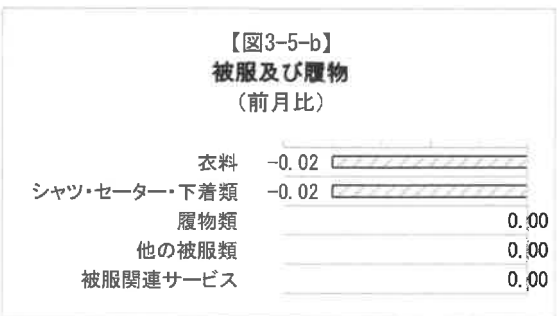 【図3-5-b】
被服及び履物
（前月比）
衣料 -0.02
シャツ・セーター・下着類 -0.02
履物類 0.00
他の被服類 0.00
被服関連サービス 0.00